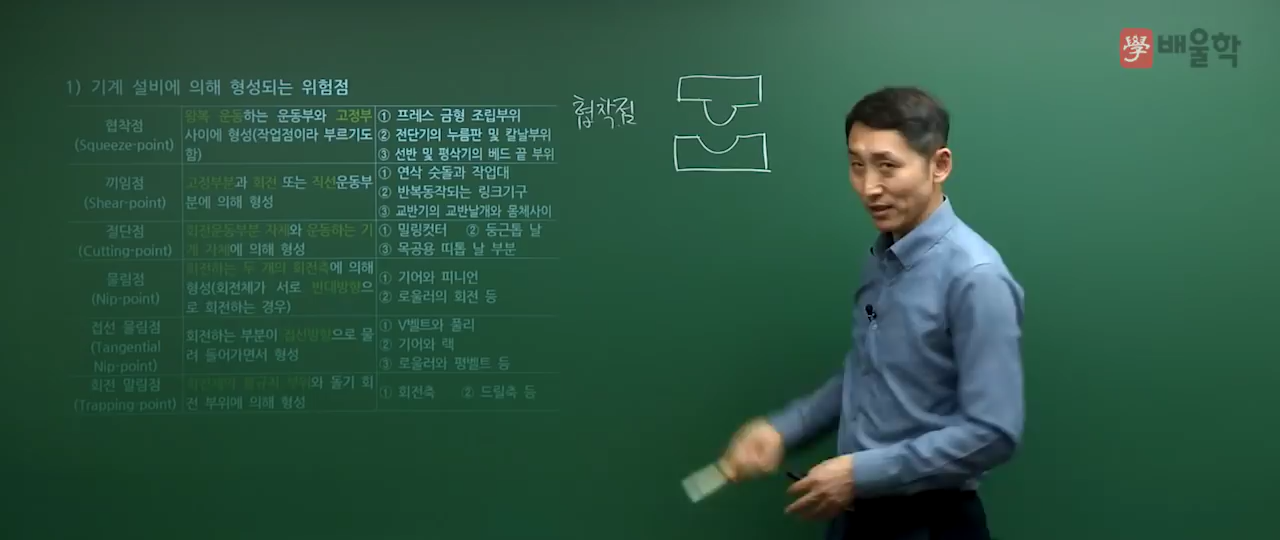 學 배울학
1) 기계 설비에 의해 형성되는 위험점
협착점
(Squeeze-point)
왕복 운동하는 운동부와 고정부
사이에 형성(작업점이라 부르기도
함)
① 프레스 금형 조립부위
② 전단기의 누름판 및 칼날부위
③ 선반 및 평삭기의 베드 끝 부위
협착점
끼임점
(Shear-point)
고정부분과 회전 또는 직선운동부
분에 의해 형성
① 연삭 숫돌과 작업대
② 반복동작되는 링크기구
③ 교반기의 교반날개와 몸체사이
절단점
(Cutting-point)
회전운동부분 자체와 운동하는 기
계 자체에 의해 형성
① 밀링컷터 ② 둥근톱 날
③ 목공용 띠톱 날 부분
물림점
(Nip-point)
회전하는 두 개의 회전축에 의해
형성(회전체가 서로 반대방향으
로 회전하는 경우)
① 기어와 피니언
② 로울러의 회전 등
접선 물림점
(Tangential
Nip-point)
회전하는 부분이 접선방향으로 물
려 들어가면서 형성
① V벨트와 풀리
② 기어와 랙
③ 로울러와 평벨트 등
회전 말림점
(Trapping-point)
회전체의 불규칙 부위와 돌기 회
전 부위에 의해 형성
① 회전축 ② 드릴축 등